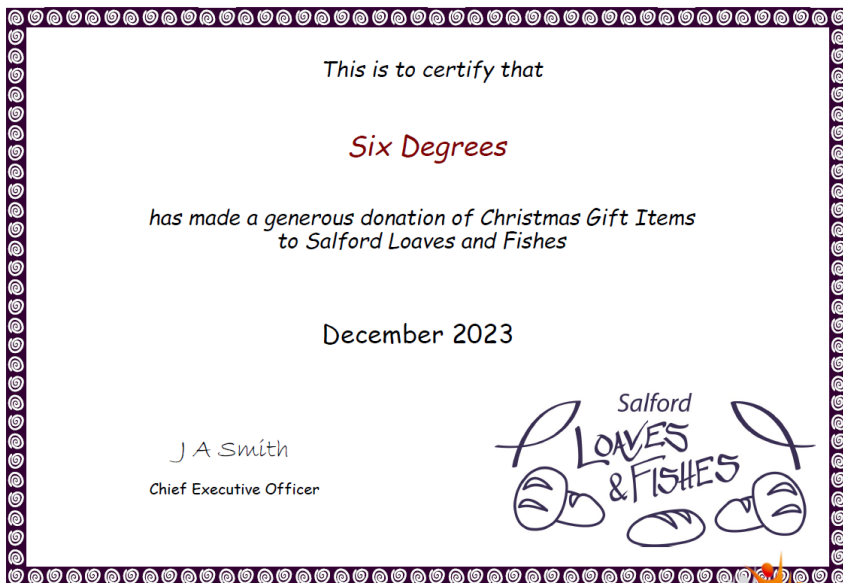 This is to certify that
Six Degrees
has made a generous donation of Christmas Gift Items
to Salford Loaves and Fishes
December 2023
J A Smith
Chief Executive Officer
Salford
LOAVES
& FISHES